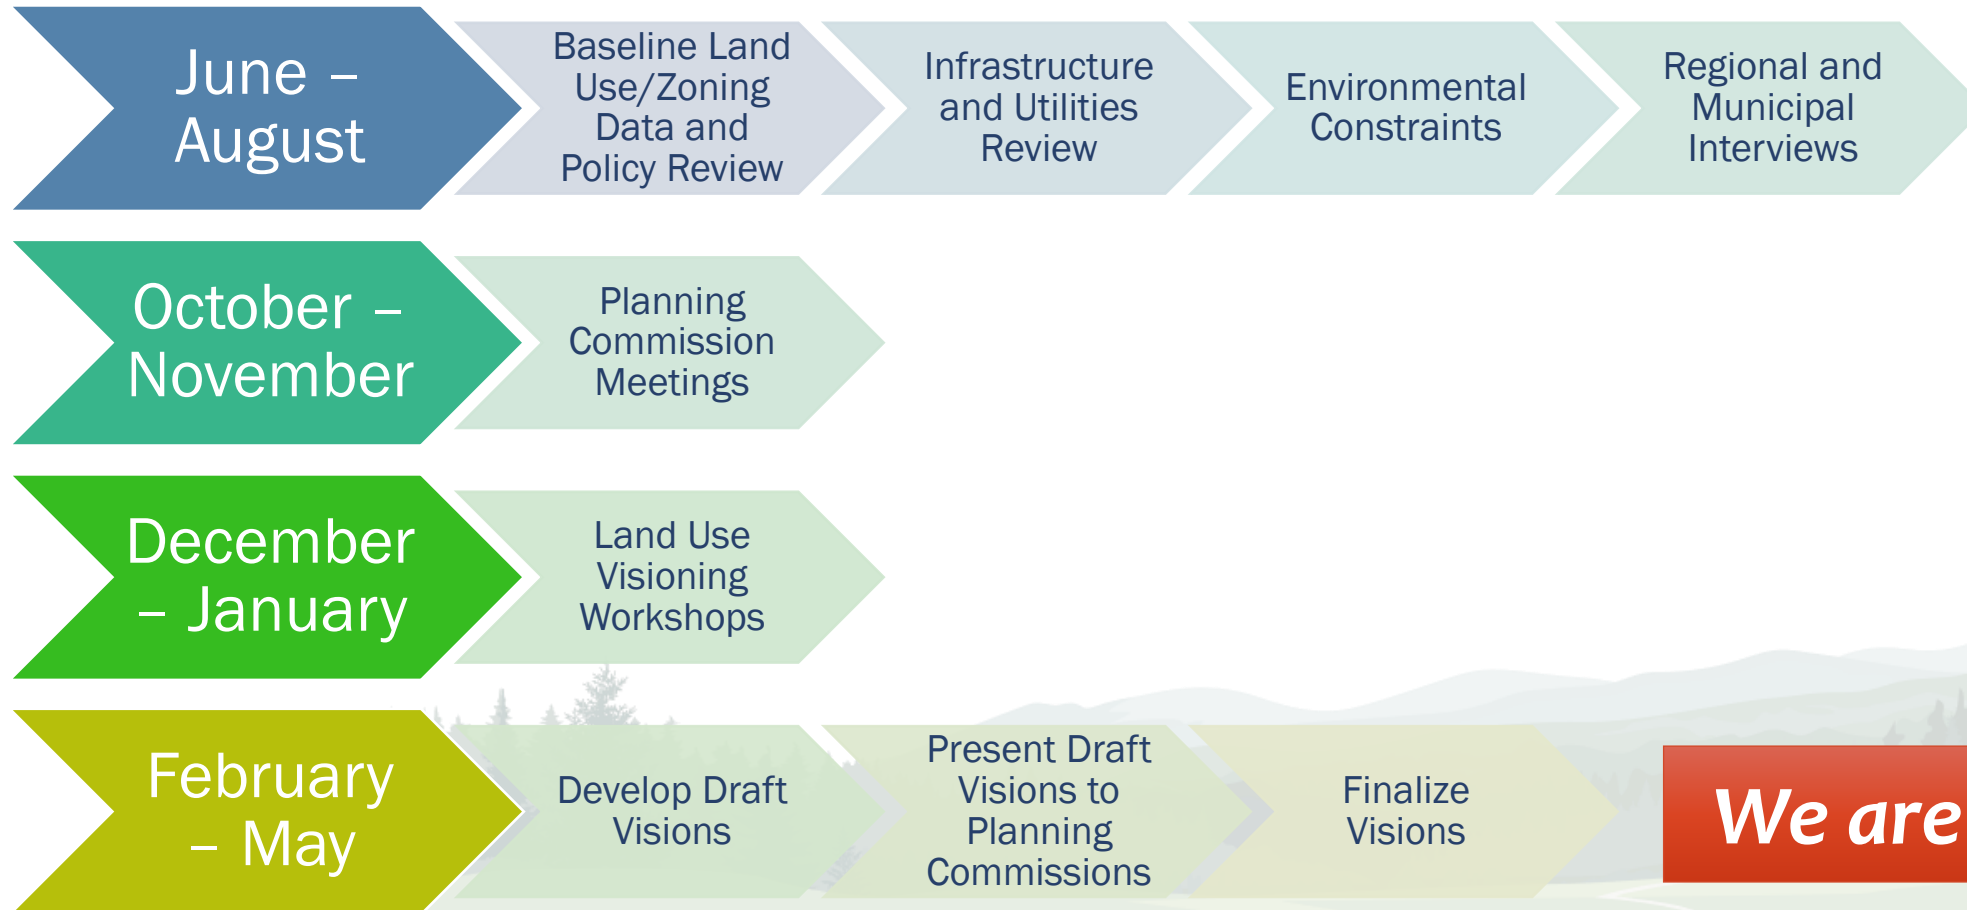 June –
August
Baseline Land
Use/Zoning
Data and
Policy Review
Infrastructure
and Utilities
Review
Environmental
Constraints
Regional and
Municipal
Interviews
October –
November
Planning
Commission
Meetings
December
– January
Land Use
Visioning
Workshops
February
– May
Develop Draft
Visions
Present Draft
Visions to
Planning
Commissions
Finalize
Visions
We are